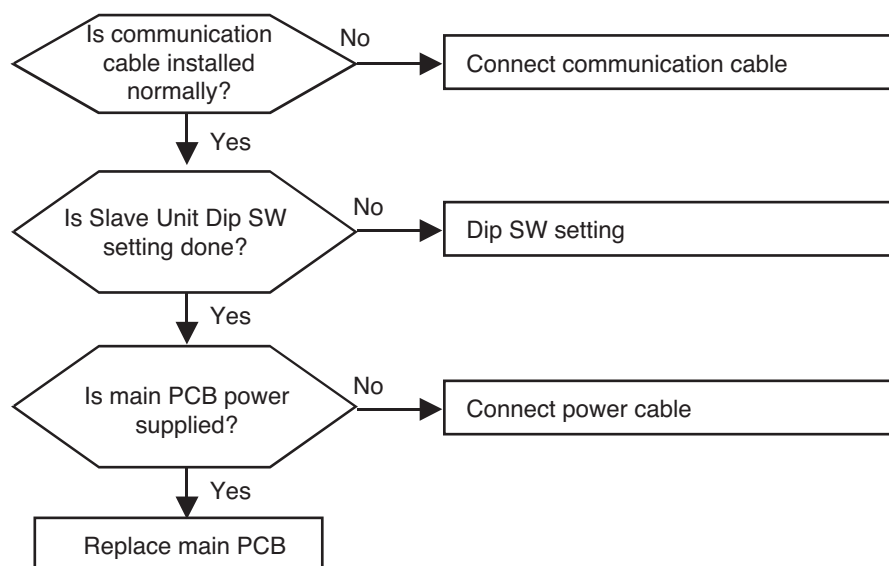 Is communication
cable installed
normally?
No
Connect communication cable
Yes
Is Slave Unit Dip SW
setting done?
No
Dip SW setting
Yes
Is main PCB power
supplied?
No
Connect power cable
Yes
Replace main PCB